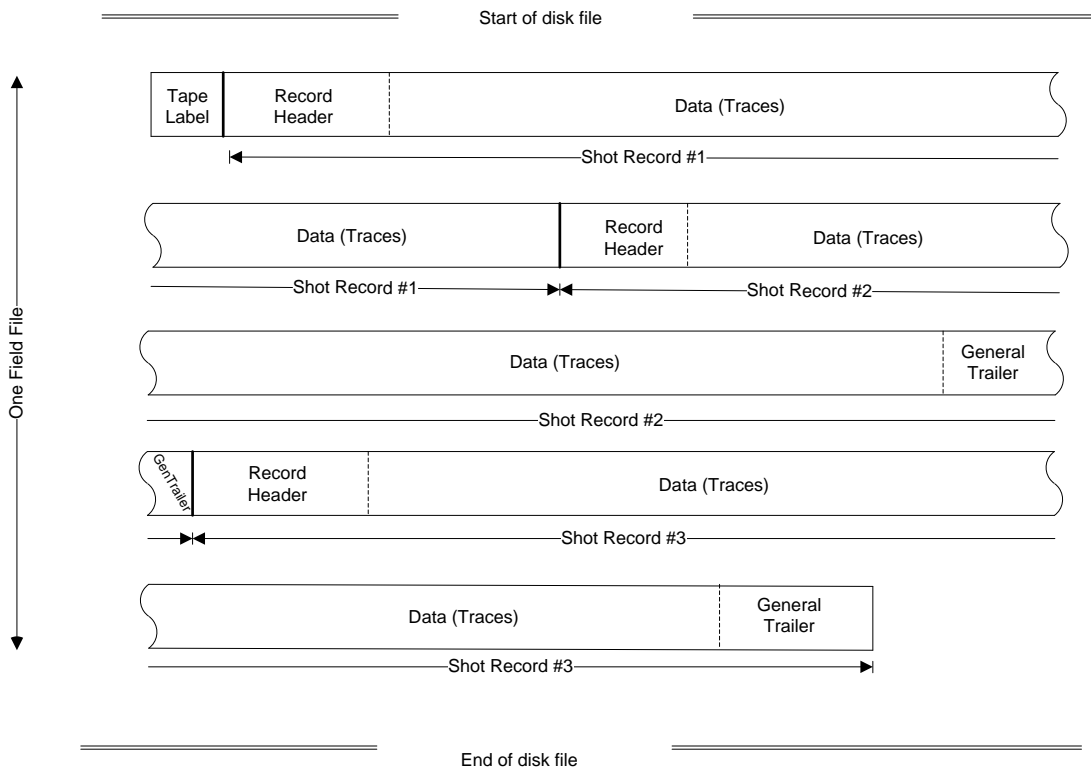 Start of disk file
One Field File
Tape
Label
Record
Header
Data (Traces)
Shot Record #1
Data (Traces)
Record
Header
Data (Traces)
Shot Record #1
Shot Record #2
Data (Traces)
General
Trailer
Shot Record #2
GenTrailer
Record
Header
Data (Traces)
Shot Record #3
Data (Traces)
General
Trailer
Shot Record #3
End of disk file